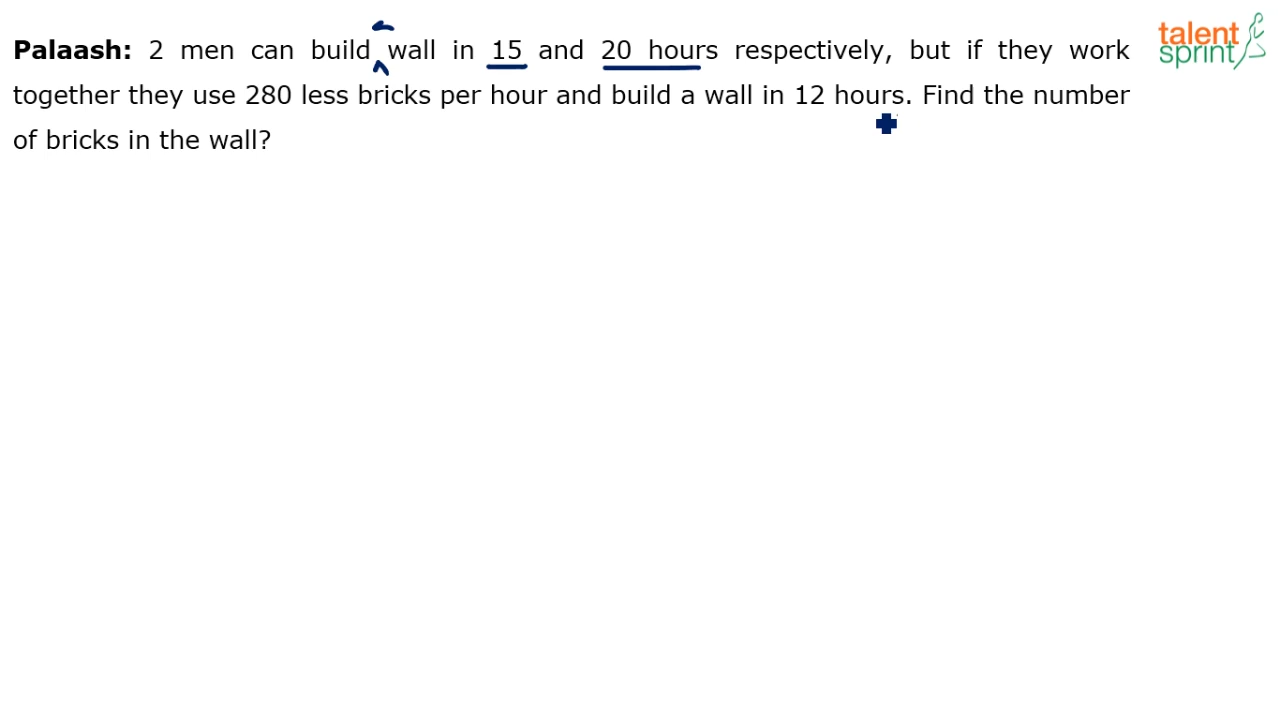 Palaash: 2 men can build wall in 15 and 20 hours respectively, but if they work
together they use 280 less bricks per hour and build a wall in 12 hours. Find the number
of bricks in the wall?
talent
sprint